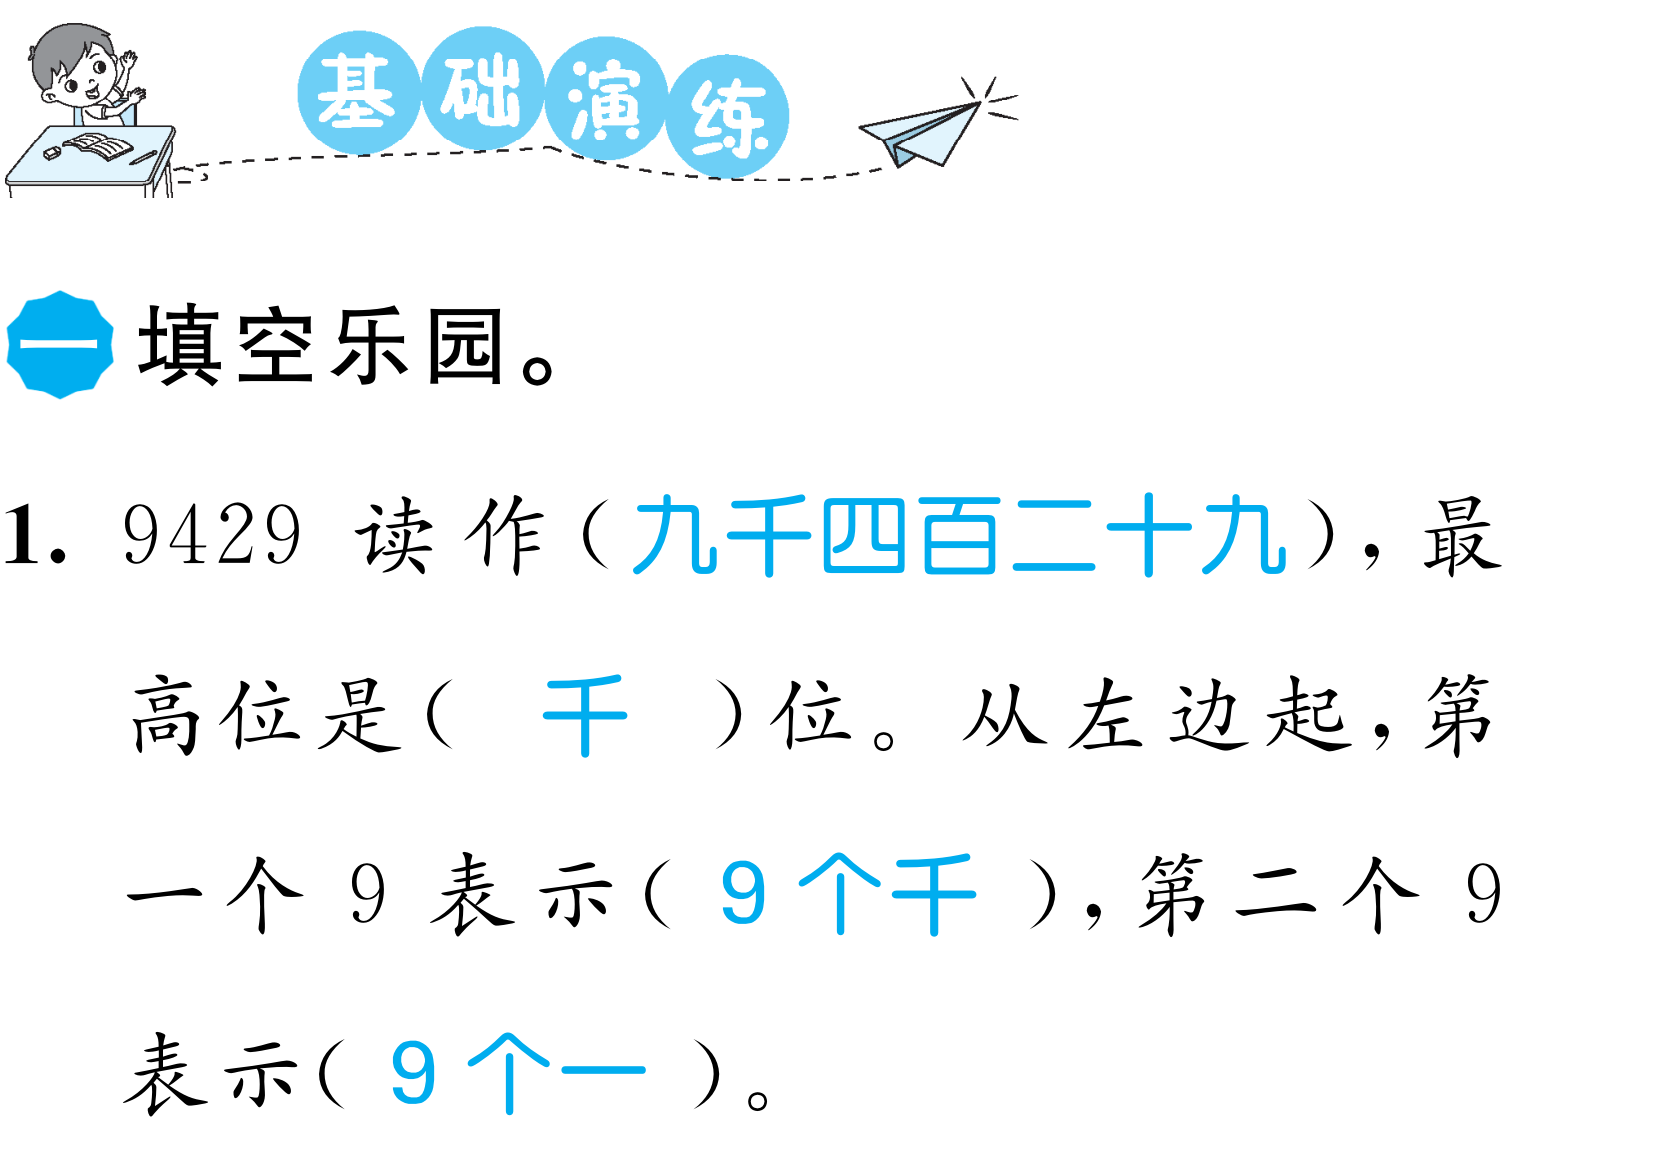 基础演练
一 填空乐园。
1. 9429 读作(九千四百二十九),最
高位是( 千 )位。从左边起,第
一个 9 表示( 9个千 ),第二个 9
表示( 9个一 )。